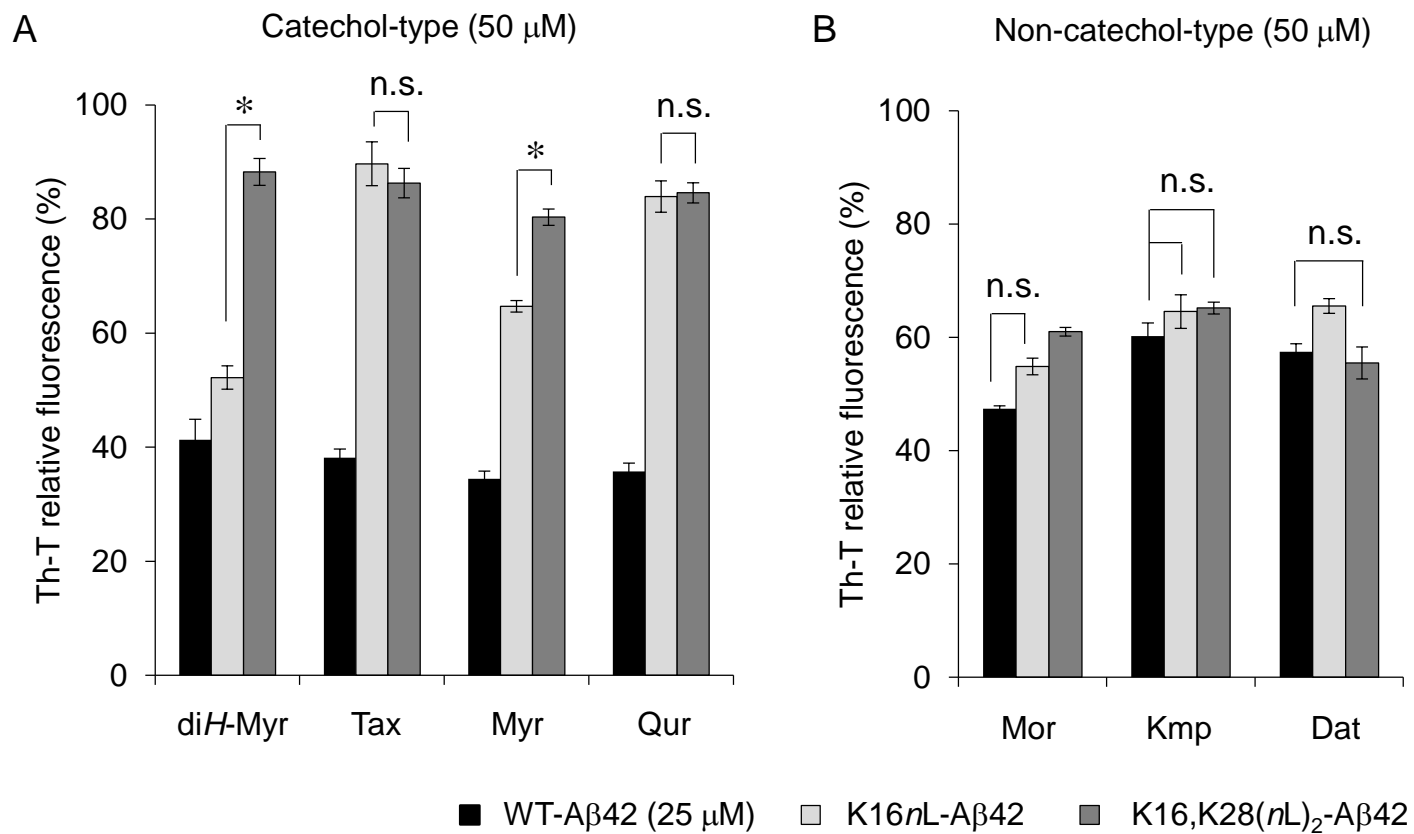 A
Catechol-type (50 μM)
Th-T relative fluorescence (%)
100
80
60
40
20
0
*
n.s.
*
n.s.
diH-Myr Tax Myr Qur
B
Non-catechol-type (50 μM)
Th-T relative fluorescence (%)
100
80
60
40
20
0
n.s.
n.s.
n.s.
Mor Kmp Dat
WT-Aβ42 (25 μM) K16nL-Aβ42 K16,K28(nL)₂-Aβ42